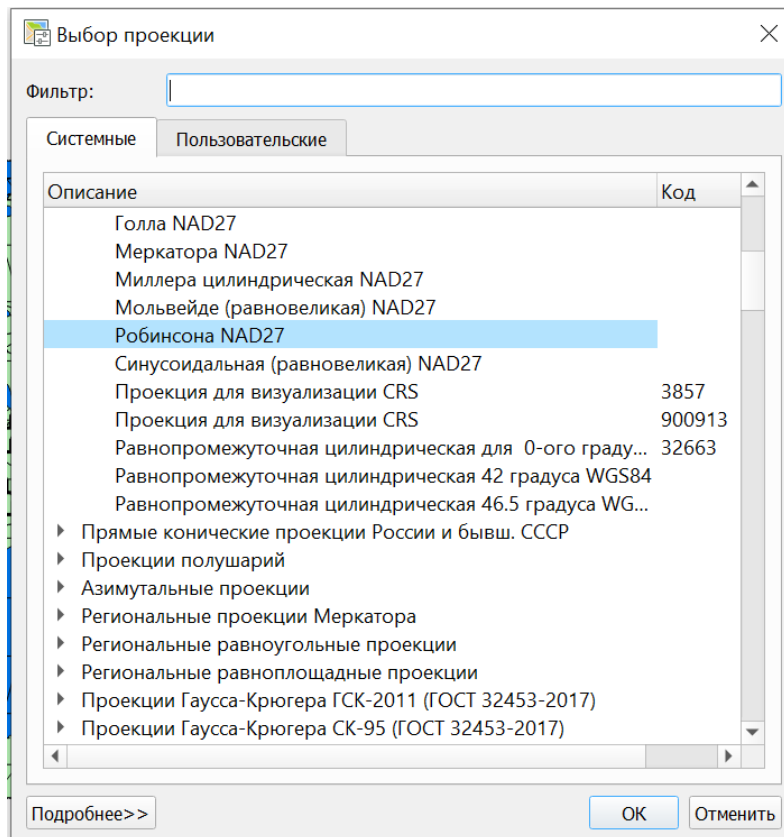 Выбор проекции
Фильтр:
Системные Пользовательские
Описание Код
Голла NAD27
Меркатора NAD27
Миллера цилиндрическая NAD27
Мольвейде (равновеликая) NAD27
Робинсона NAD27
Синусоидальная (равновеликая) NAD27
Проекция для визуализации CRS 3857
Проекция для визуализации CRS 900913
Равнопромежуточная цилиндрическая для 0-ого граду... 32663
Равнопромежуточная цилиндрическая 42 градуса WGS84
Равнопромежуточная цилиндрическая 46.5 градуса WG...
Прямые конические проекции России и бывш. СССР
Проекции полушарий
Азимутальные проекции
Региональные проекции Меркатора
Региональные равноугольные проекции
Региональные равноплощадные проекции
Проекции Гаусса-Крюгера ГСК-2011 (ГОСТ 32453-2017)
Проекции Гаусса-Крюгера СК-95 (ГОСТ 32453-2017)
Подробнее>> ОК Отменить